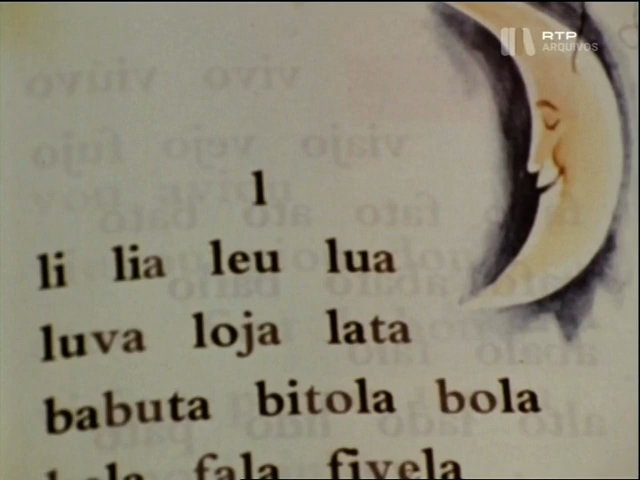 RTP
ARQUIVOS
l
li lia leu lua
luva loja lata
babuta bitola bola
fala fivela